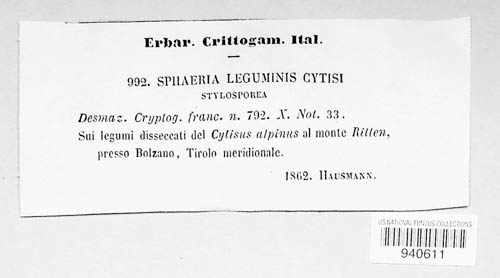 Erbar. Crittogam. Ital.
992. SPHAERIA LEGUMINIS CYTISI
STYLOSPOREA
Desmaz. Cryptog. franc. n. 792. X. Not. 33.
Sui legumi disseccati del Cytisus alpinus al monte Ritten,
presso Bolzano, Tirolo meridionale.
1862. HAUSMANN.
US NATIONAL FUNGUS COLLECTIONS
940611